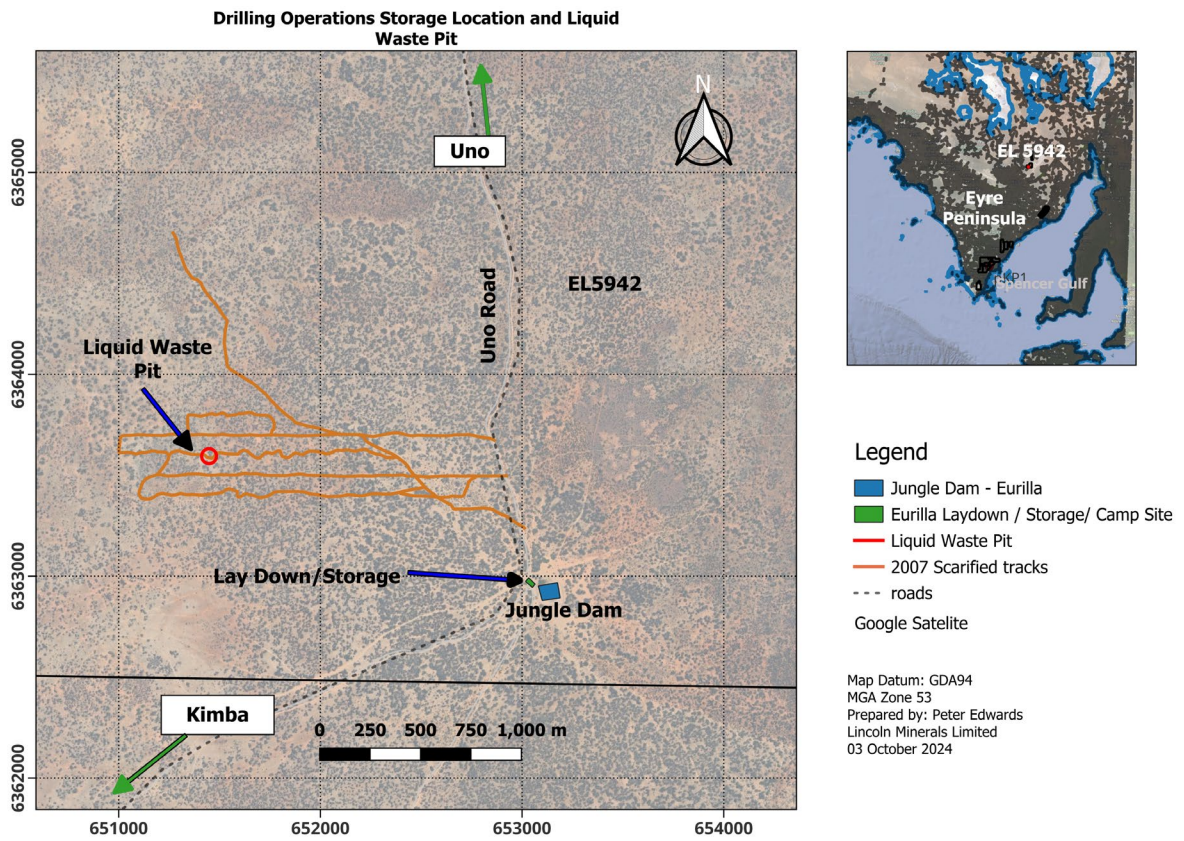 Drilling Operations Storage Location and Liquid
Waste Pit
N
Uno
EL5942
Uno Road
Liquid Waste
Pit
Lay Down/Storage
Jungle Dam
Kimba
0 250 500 750 1,000 m
6365000
6364000
6363000
6362000
651000 652000 653000 654000
EL 5942
Eyre
Peninsula
Spencer Gulf
Legend
Jungle Dam - Eurilla
Eurilla Laydown / Storage/ Camp Site
Liquid Waste Pit
2007 Scarified tracks
roads
Google Satelite
Map Datum: GDA94
MGA Zone 53
Prepared by: Peter Edwards
Lincoln Minerals Limited
03 October 2024